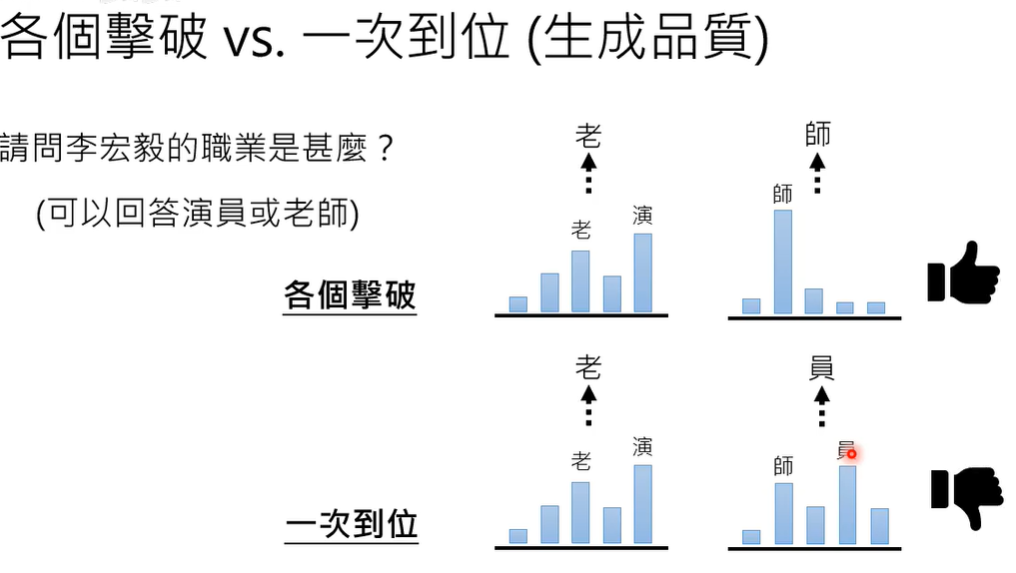 各個擊破 vs. 一次到位 (生成品質)
請問李宏毅的職業是甚麼？
(可以回答演員或老師)
各個擊破
老
老
演
師
師
一次到位
老
老
演
員
師
員